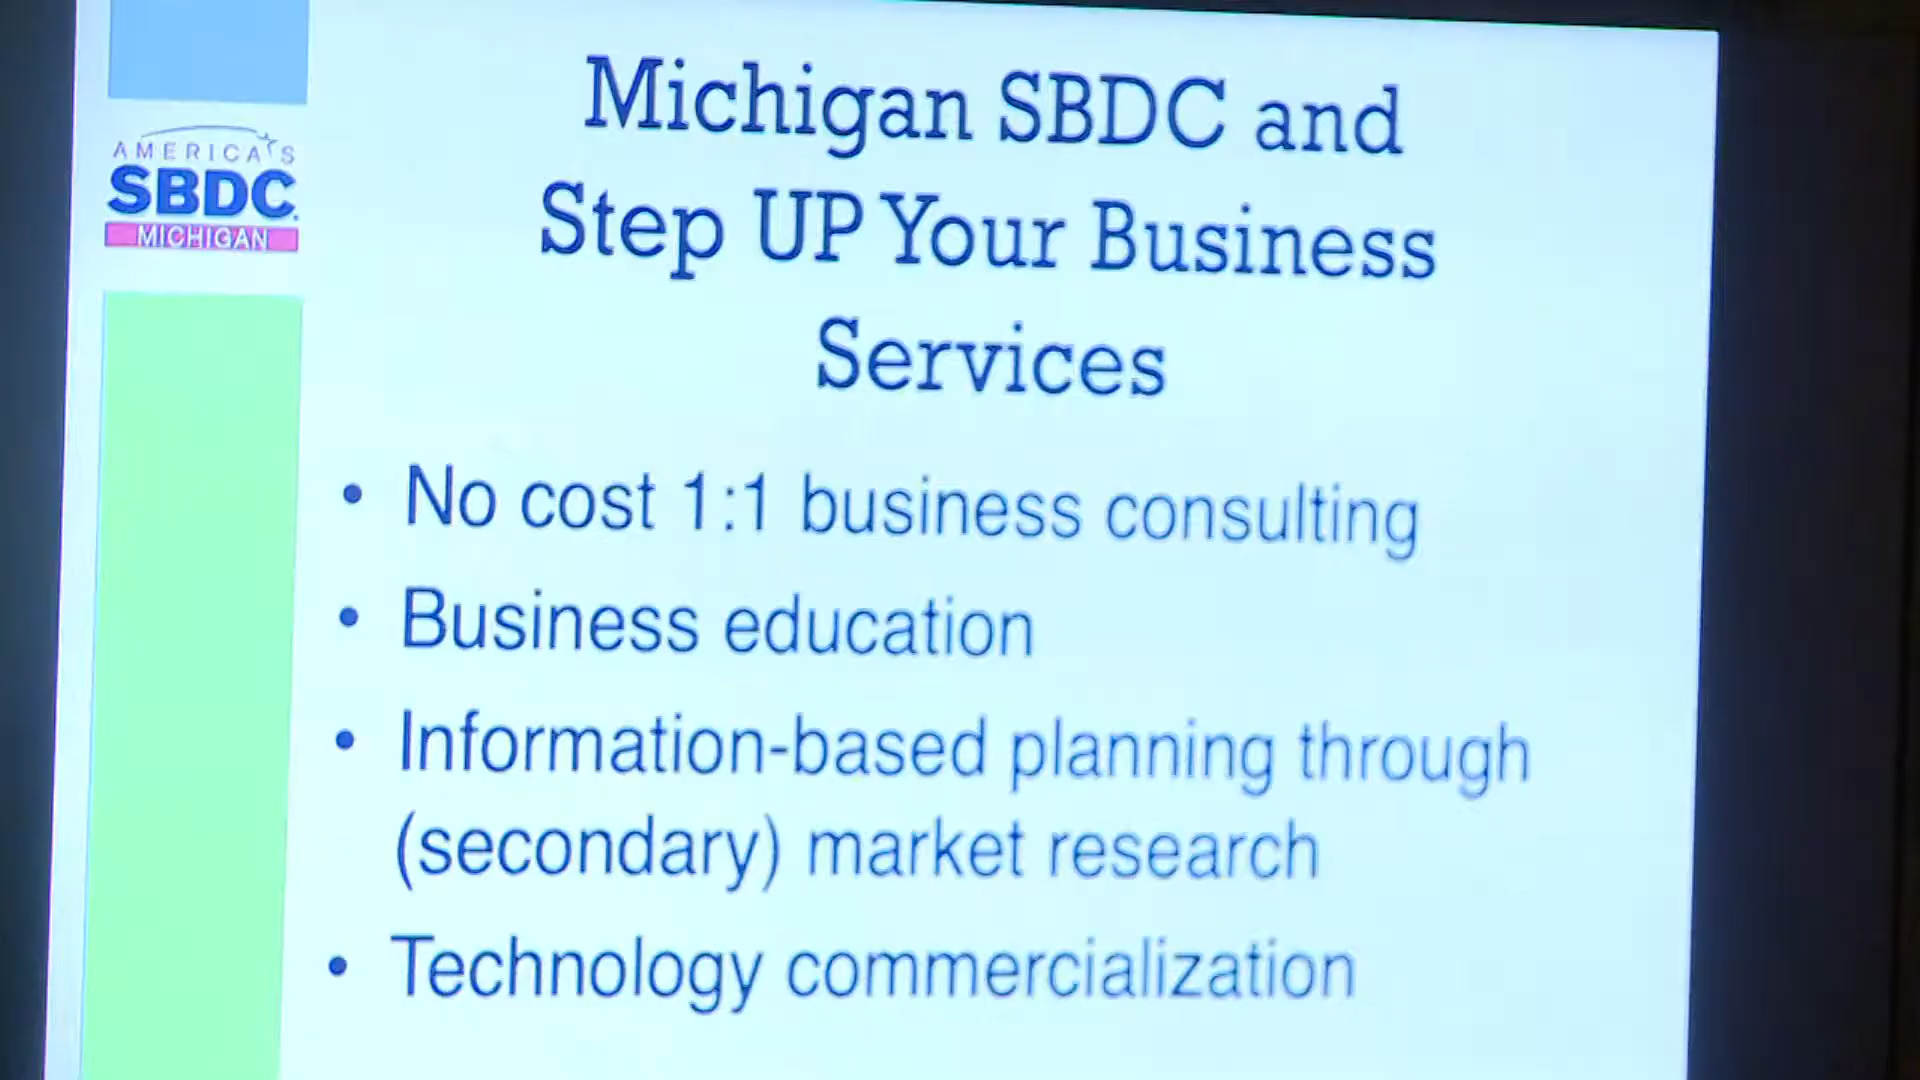 AMERICA'S
SBDC
MICHIGAN
Michigan SBDC and
Step UP Your Business
Services
• No cost 1:1 business consulting
• Business education
• Information-based planning through
(secondary) market research
• Technology commercialization